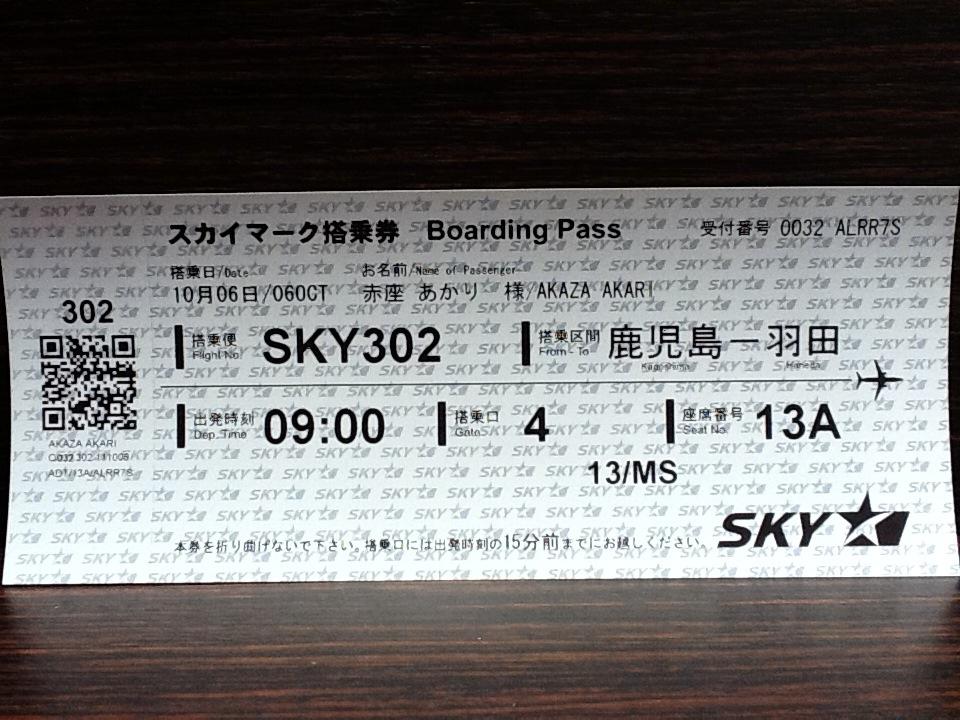 スカイマーク搭乗券 Boarding Pass 受付番号 0032 ALRR7S
搭乗日/Date お名前/Name of Passenger
10月06日/06OCT 赤座 あかり 様/AKAZA AKARI
302
搭乗便 Flight No. SKY302 搭乗区間 From - To 鹿児島－羽田
Kagoshima Haneda
出発時刻 Dep. Time 09:00 搭乗口 Gate 4 座席番号 Seat No. 13A
AKAZA AKARI
13/MS
本券を折り曲げないで下さい。搭乗口には出発時刻の15分前までにお越しください。
SKY